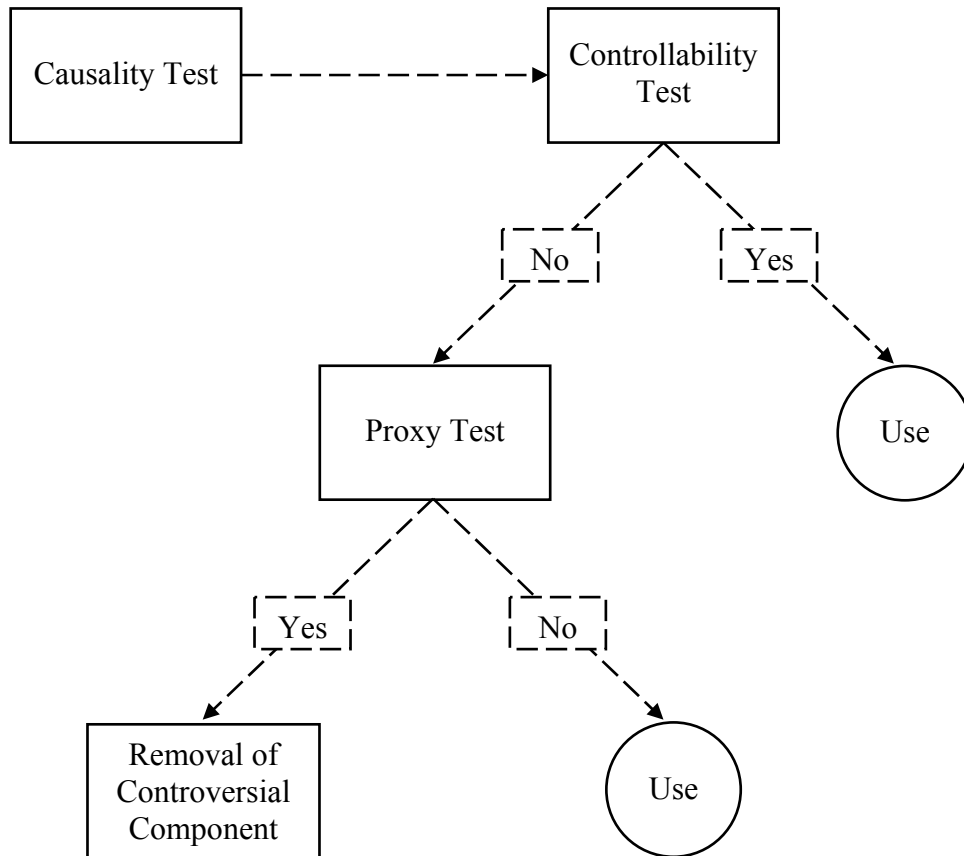 Causality Test
Controllability
Test
No
Yes
Proxy Test
Use
Yes
No
Removal of
Controversial
Component
Use